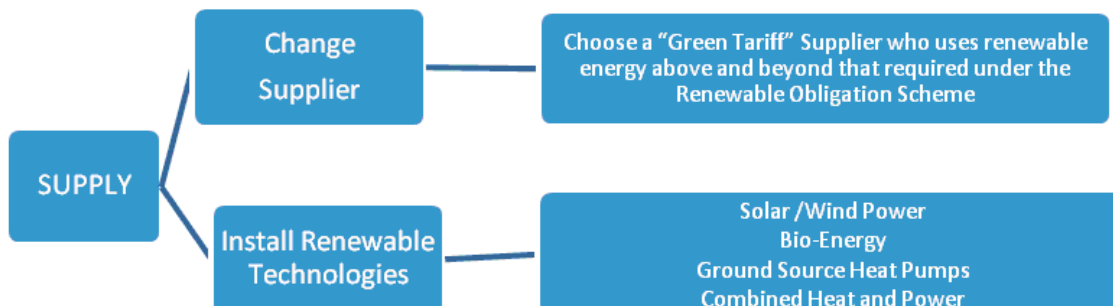 SUPPLY
Change
Supplier
Choose a “Green Tariff” Supplier who uses renewable
energy above and beyond that required under the
Renewable Obligation Scheme
Install Renewable
Technologies
Solar /Wind Power
Bio-Energy
Ground Source Heat Pumps
Combined Heat and Power